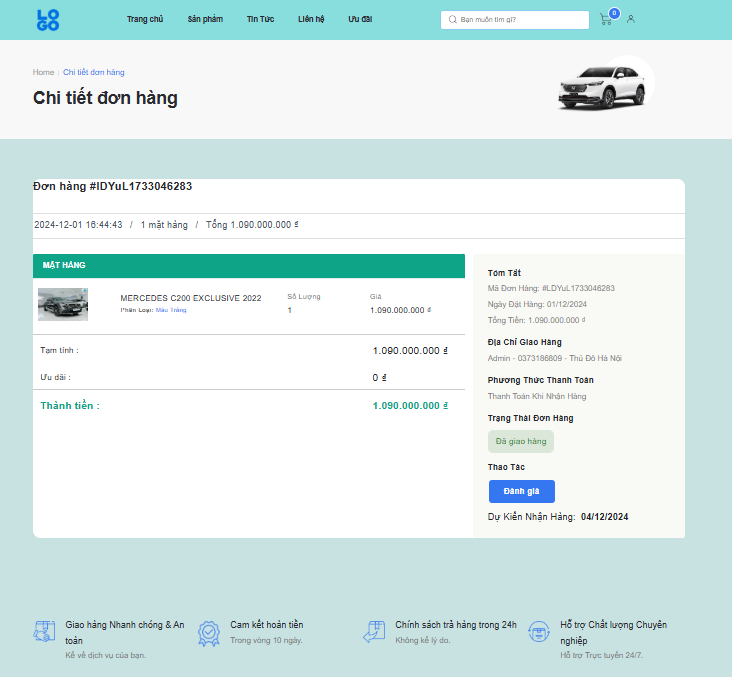 LOGO
Trang chủ
Sản phẩm
Tin Tức
Liên hệ
Ưu đãi
Bạn muốn tìm gì?
0
Home | Chi tiết đơn hàng
Chi tiết đơn hàng
Đơn hàng #IDYuL1733046283
2024-12-01 16:44:43 / 1 mặt hàng / Tổng 1.090.000.000 ₫
MẶT HÀNG
MERCEDES C200 EXCLUSIVE 2022
Phân Loại: Màu Trắng
Số Lượng
1
Giá
1.090.000.000 ₫
Tạm tính :
1.090.000.000 ₫
Ưu đãi :
0 ₫
Thành tiền :
1.090.000.000 ₫
Tóm Tắt
Mã Đơn Hàng: #LDYuL1733046283
Ngày Đặt Hàng: 01/12/2024
Tổng Tiền: 1.090.000.000 ₫
Địa Chỉ Giao Hàng
Admin - 0373186809 - Thủ Đô Hà Nội
Phương Thức Thanh Toán
Thanh Toán Khi Nhận Hàng
Trạng Thái Đơn Hàng
Đã giao hàng
Thao Tác
Đánh giá
Dự Kiến Nhận Hàng: 04/12/2024
Giao hàng Nhanh chóng & An
toàn
Kể về dịch vụ của bạn.
Cam kết hoàn tiền
Trong vòng 10 ngày.
Chính sách trả hàng trong 24h
Không kể lý do.
Hỗ trợ Chất lượng Chuyên
nghiệp
Hỗ trợ Trực tuyến 24/7.